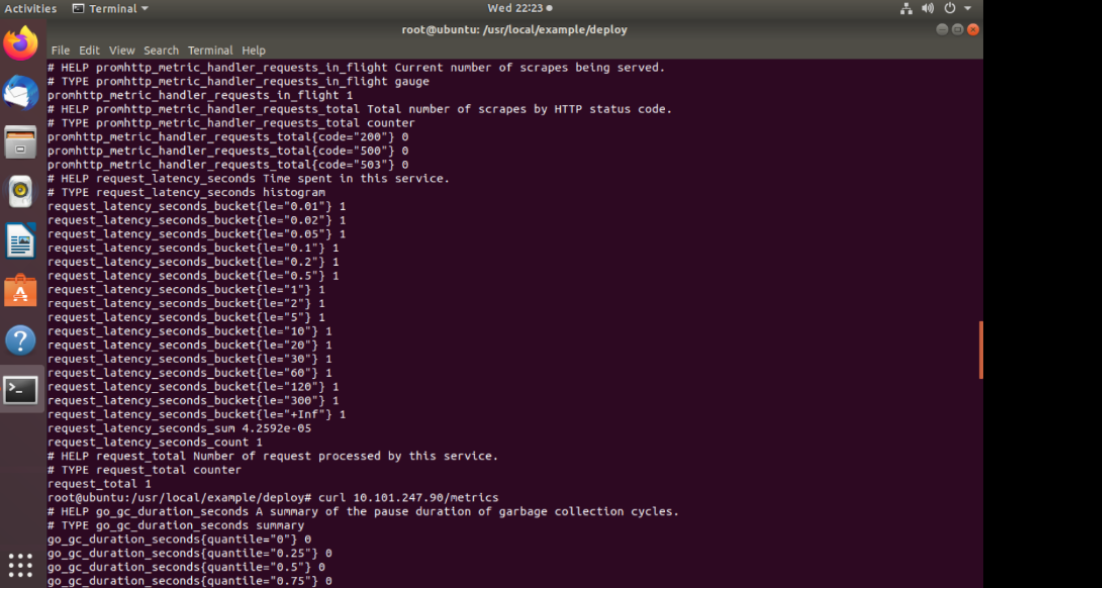 Activities Terminal Wed 22:23
root@ubuntu: /usr/local/example/deploy
File Edit View Search Terminal Help
# HELP promhttp_metric_handler_requests_in_flight Current number of scrapes being served.
# TYPE promhttp_metric_handler_requests_in_flight gauge
promhttp_metric_handler_requests_in_flight 1
# HELP promhttp_metric_handler_requests_total Total number of scrapes by HTTP status code.
# TYPE promhttp_metric_handler_requests_total counter
promhttp_metric_handler_requests_total{code="200"} 0
promhttp_metric_handler_requests_total{code="500"} 0
promhttp_metric_handler_requests_total{code="503"} 0
# HELP request_latency_seconds Time spent in this service.
# TYPE request_latency_seconds histogram
request_latency_seconds_bucket{le="0.01"} 1
request_latency_seconds_bucket{le="0.02"} 1
request_latency_seconds_bucket{le="0.05"} 1
request_latency_seconds_bucket{le="0.1"} 1
request_latency_seconds_bucket{le="0.2"} 1
request_latency_seconds_bucket{le="0.5"} 1
request_latency_seconds_bucket{le="1"} 1
request_latency_seconds_bucket{le="2"} 1
request_latency_seconds_bucket{le="5"} 1
request_latency_seconds_bucket{le="10"} 1
request_latency_seconds_bucket{le="20"} 1
request_latency_seconds_bucket{le="30"} 1
request_latency_seconds_bucket{le="60"} 1
request_latency_seconds_bucket{le="120"} 1
request_latency_seconds_bucket{le="300"} 1
request_latency_seconds_bucket{le="+Inf"} 1
request_latency_seconds_sum 4.2592e-05
request_latency_seconds_count 1
# HELP request_total Number of request processed by this service.
# TYPE request_total counter
request_total 1
root@ubuntu:/usr/local/example/deploy# curl 10.101.247.90/metrics
# HELP go_gc_duration_seconds A summary of the pause duration of garbage collection cycles.
# TYPE go_gc_duration_seconds summary
go_gc_duration_seconds{quantile="0"} 0
go_gc_duration_seconds{quantile="0.25"} 0
go_gc_duration_seconds{quantile="0.5"} 0
go_gc_duration_seconds{quantile="0.75"} 0